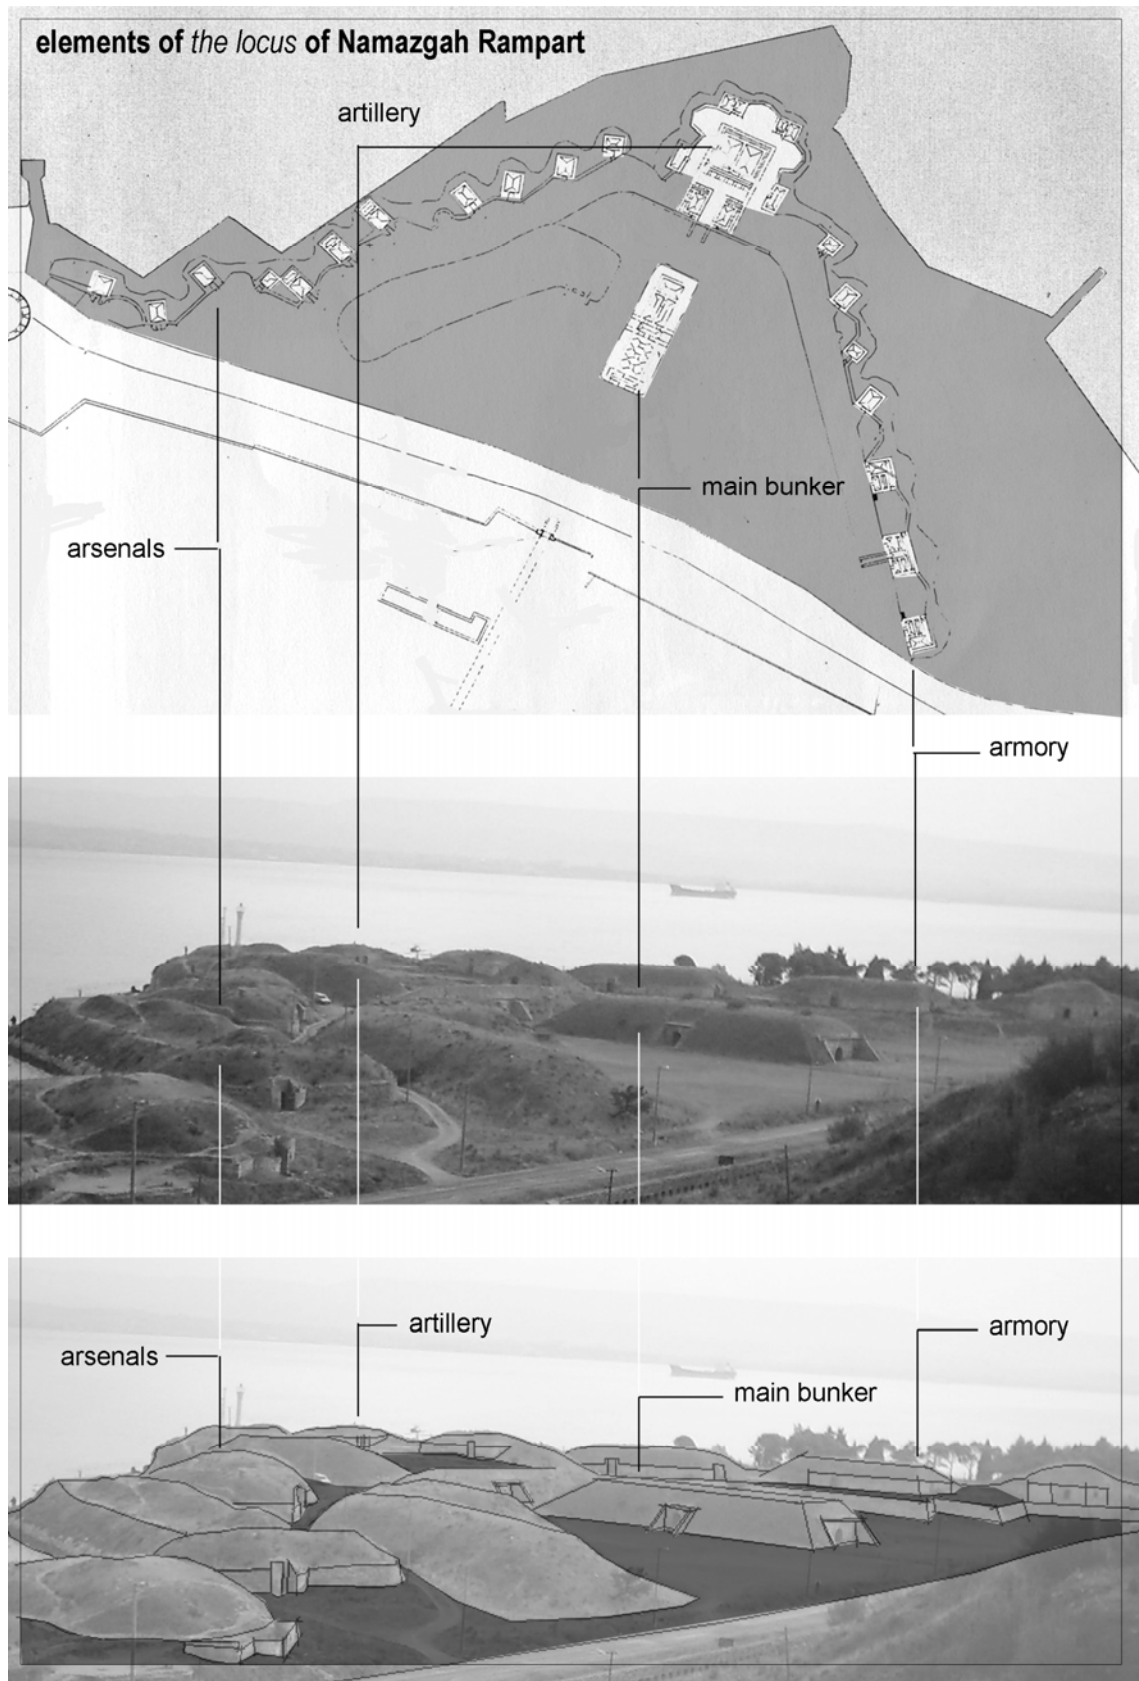 elements of the locus of Namazgah Rampart
artillery
main bunker
arsenals
armory
artillery
armory
arsenals
main bunker